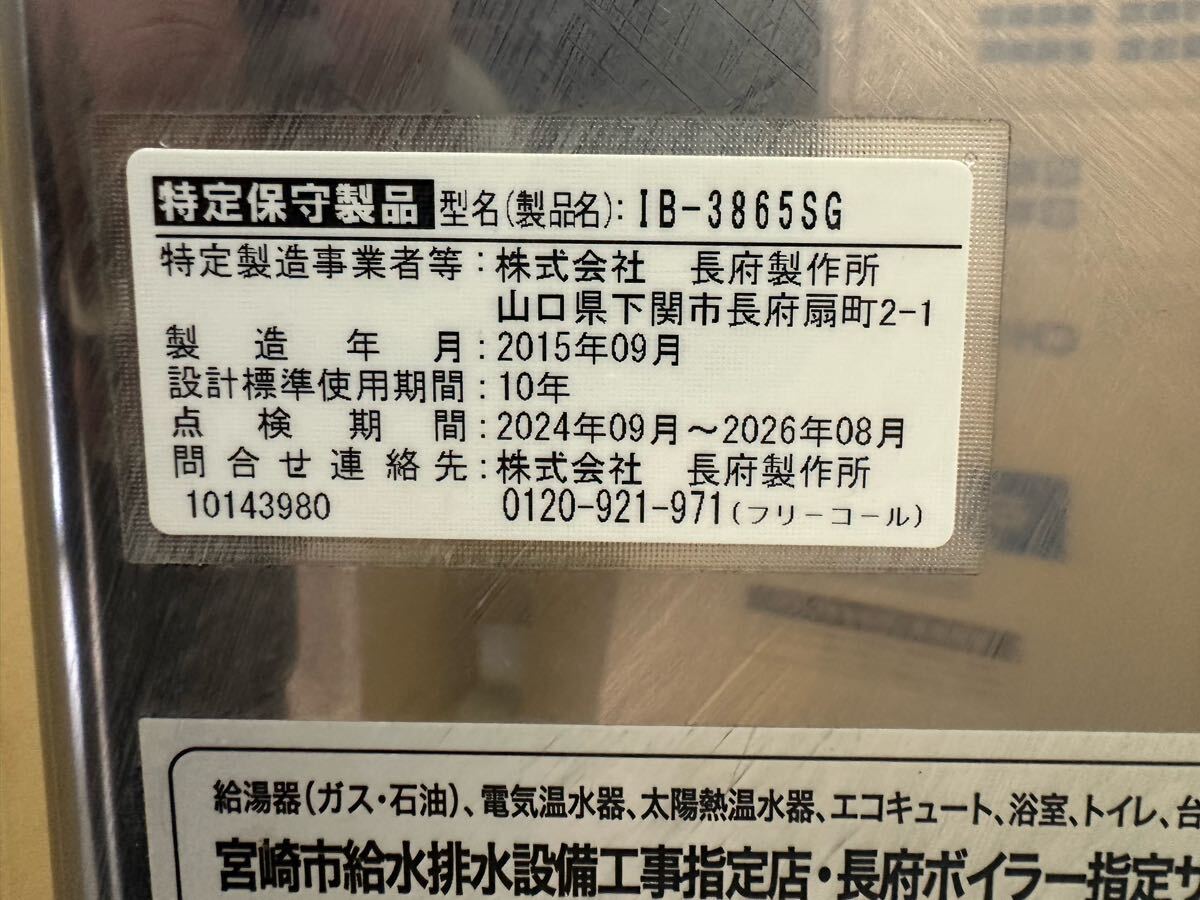 特定保守製品 型名(製品名): IB-3865SG
特定製造事業者等:株式会社 長府製作所
山口県下関市長府扇町2-1
製造年月:2015年09月
設計標準使用期間:10年
点検期間:2024年09月~2026年08月
問合せ連絡先:株式会社 長府製作所
10143980 0120-921-971(フリーコール)
給湯器(ガス・石油)、電気温水器、太陽熱温水器、エコキュート、浴室、トイレ、台
宮崎市給水排水設備工事指定店・長府ボイラー指定サ